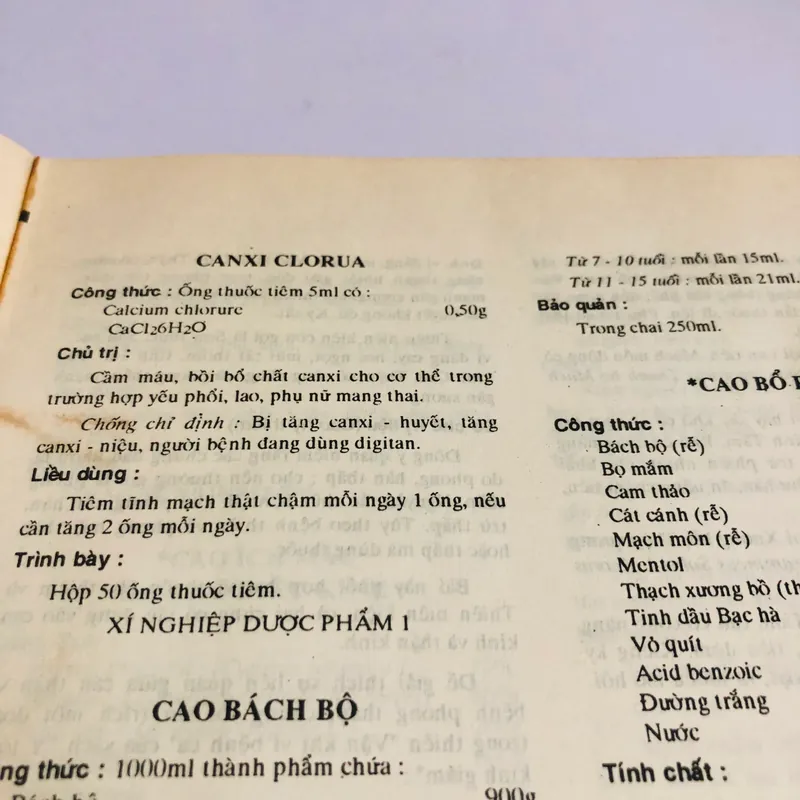 CANXI CLORUA
Công thức : Ống thuốc tiêm 5ml có :
Calcium chlorure 0,50g
CaCl26H2O
Chủ trị :
Cầm máu, bồi bổ chất canxi cho cơ thể trong
trường hợp yếu phổi, lao, phụ nữ mang thai.
Chống chỉ định : Bị tăng canxi - huyết, tăng
canxi - niệu, người bệnh đang dùng digitan.
Liều dùng :
Tiêm tĩnh mạch thật chậm mỗi ngày 1 ống, nếu
cần tăng 2 ống mỗi ngày.
Trình bày :
Hộp 50 ống thuốc tiêm.
XÍ NGHIỆP DƯỢC PHẨM 1
CAO BÁCH BỘ
thức : 1000ml thành phẩm chứa :
Bách bộ 900g
Từ 7 - 10 tuổi : mỗi lần 15ml.
Từ 11 - 15 tuổi : mỗi lần 21ml.
Bảo quản :
Trong chai 250ml.
*CAO BỔ
Công thức :
Bách bộ (rễ)
Bọ mắm
Cam thảo
Cát cánh (rễ)
Mạch môn (rễ)
Mentol
Thạch xương bồ
Tinh dầu Bạc hà
Vỏ quít
Acid benzoic
Đường trắng
Nước
Tính chất :